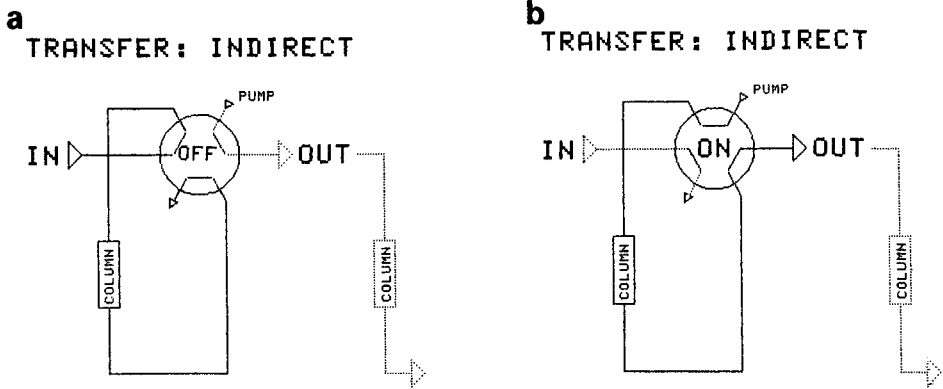 a
TRANSFER: INDIRECT
PUMP
IN
OFF
OUT
COLUMN
COLUMN
b
TRANSFER: INDIRECT
PUMP
IN
ON
OUT
COLUMN
COLUMN